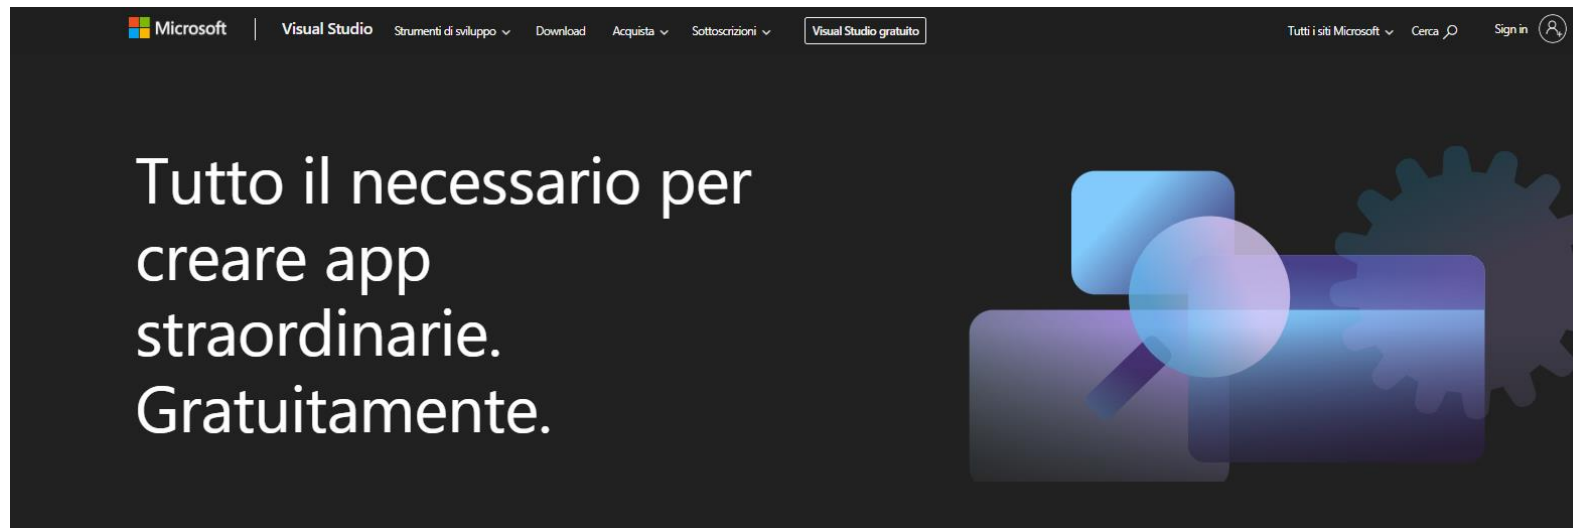 Microsoft Visual Studio Strumenti di sviluppo Download Acquista Sottoscrizioni Visual Studio gratuito Tutti i siti Microsoft Cerca Sign in
Tutto il necessario per
creare app
straordinarie.
Gratuitamente.